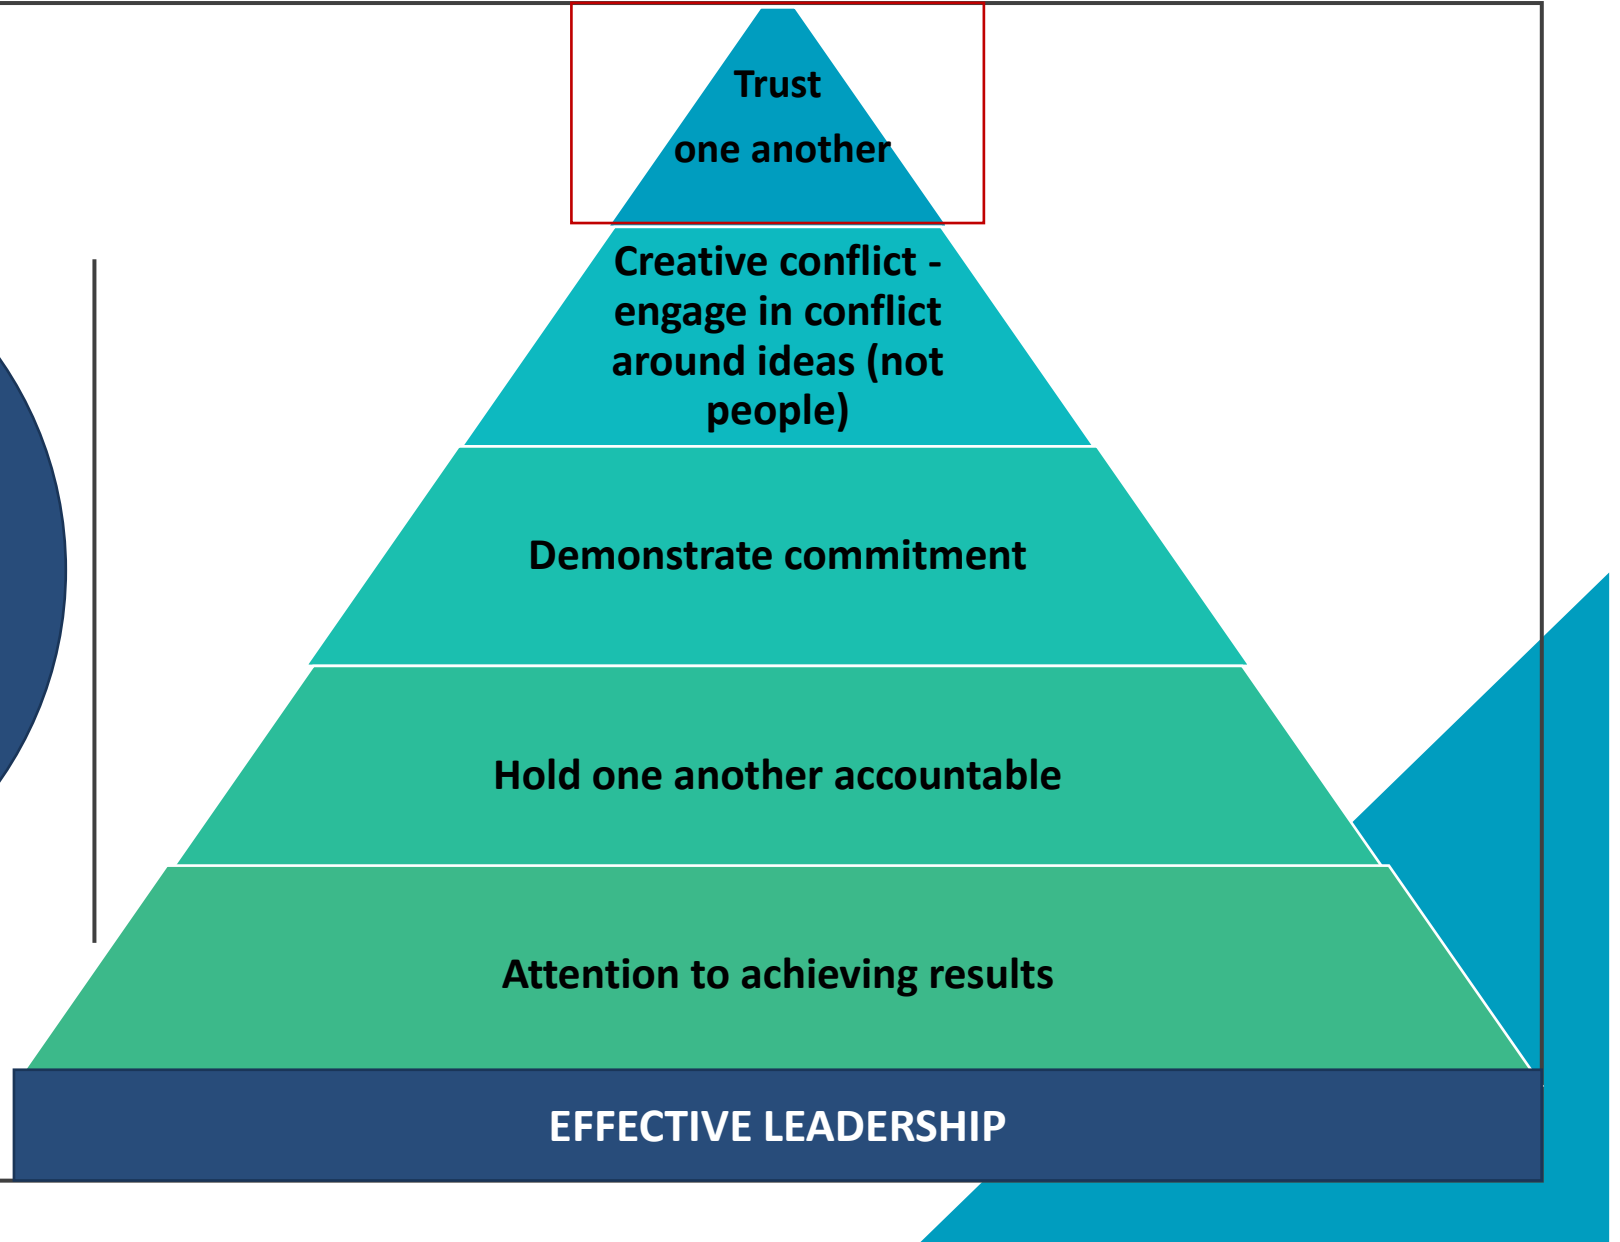 Trust
one another
Creative conflict -
engage in conflict
around ideas (not
people)
Demonstrate commitment
Hold one another accountable
Attention to achieving results
EFFECTIVE LEADERSHIP